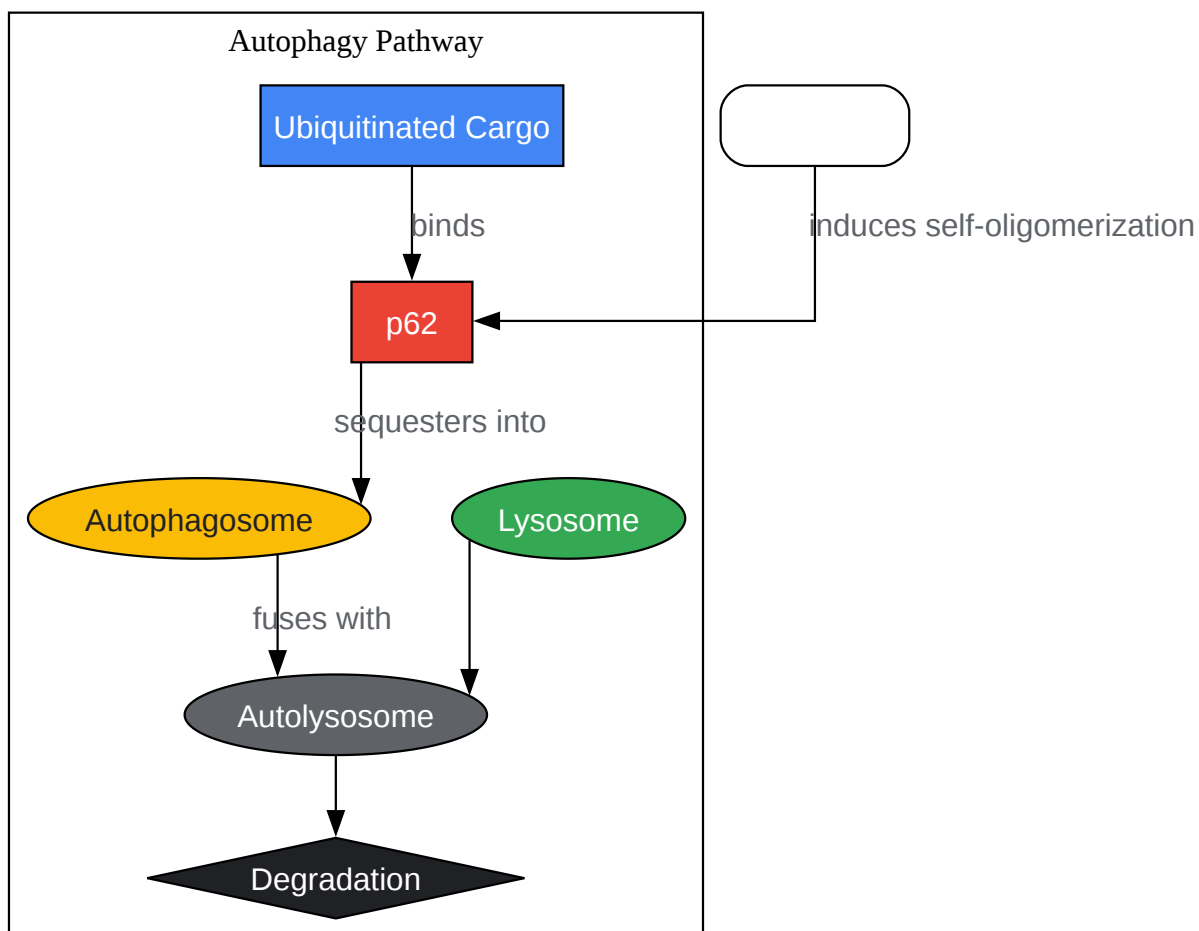 Autophagy Pathway
Ubiquitinated Cargo
binds
induces self-oligomerization
p62
sequesters into
Autophagosome
Lysosome
fuses with
Autolysosome
Degradation